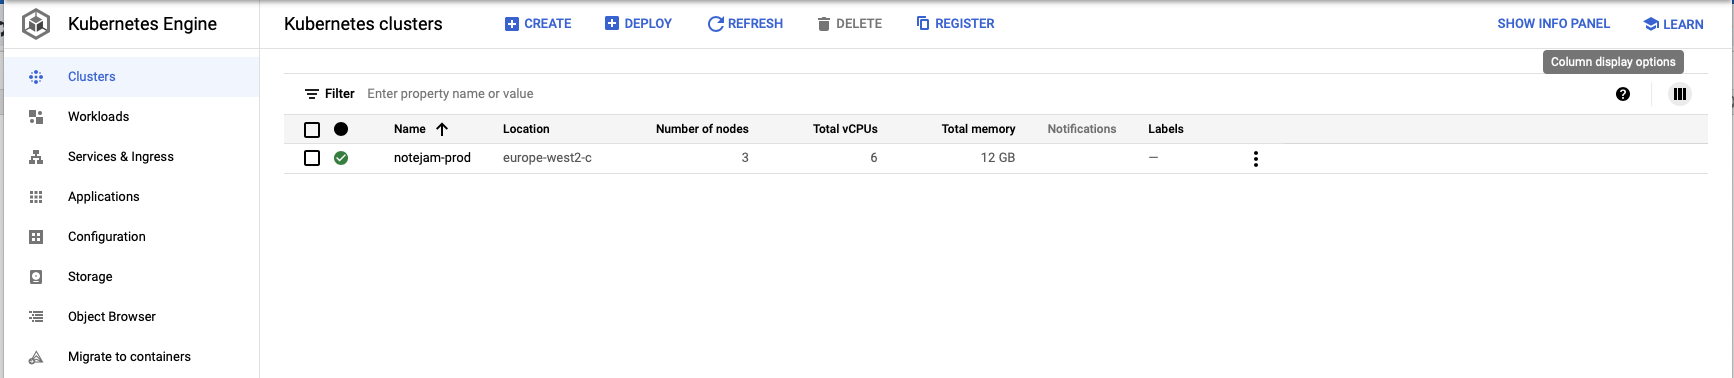 Kubernetes Engine
Kubernetes clusters
CREATE
DEPLOY
REFRESH
DELETE
REGISTER
SHOW INFO PANEL
LEARN
Column display options
Clusters
Workloads
Services & Ingress
Applications
Configuration
Storage
Object Browser
Migrate to containers
Filter Enter property name or value
Name Location Number of nodes Total vCPUs Total memory Notifications Labels
notejam-prod europe-west2-c 3 6 12 GB —